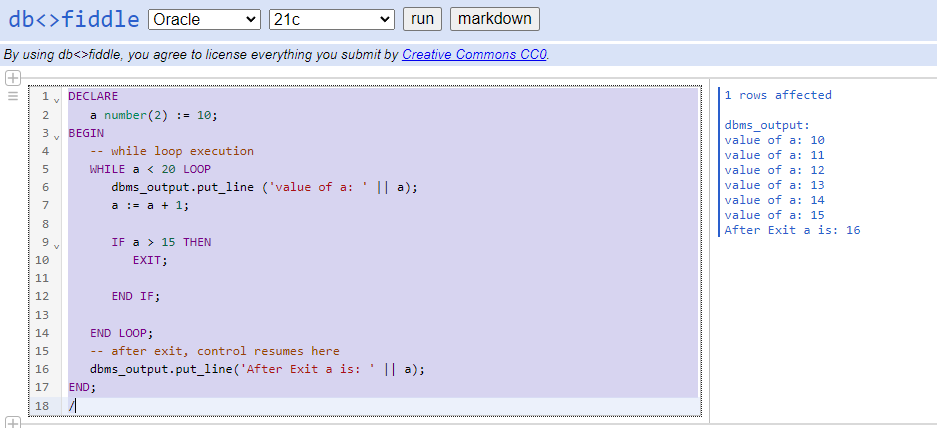 db<>fiddle Oracle 21c run markdown
By using db<>fiddle, you agree to license everything you submit by Creative Commons CC0.
1 DECLARE
2 a number(2) := 10;
3 BEGIN
4 -- while loop execution
5 WHILE a < 20 LOOP
6 dbms_output.put_line ('value of a: ' || a);
7 a := a + 1;
8
9 IF a > 15 THEN
10 EXIT;
11
12 END IF;
13
14 END LOOP;
15 -- after exit, control resumes here
16 dbms_output.put_line('After Exit a is: ' || a);
17 END;
18 /
1 rows affected
dbms_output:
value of a: 10
value of a: 11
value of a: 12
value of a: 13
value of a: 14
value of a: 15
After Exit a is: 16